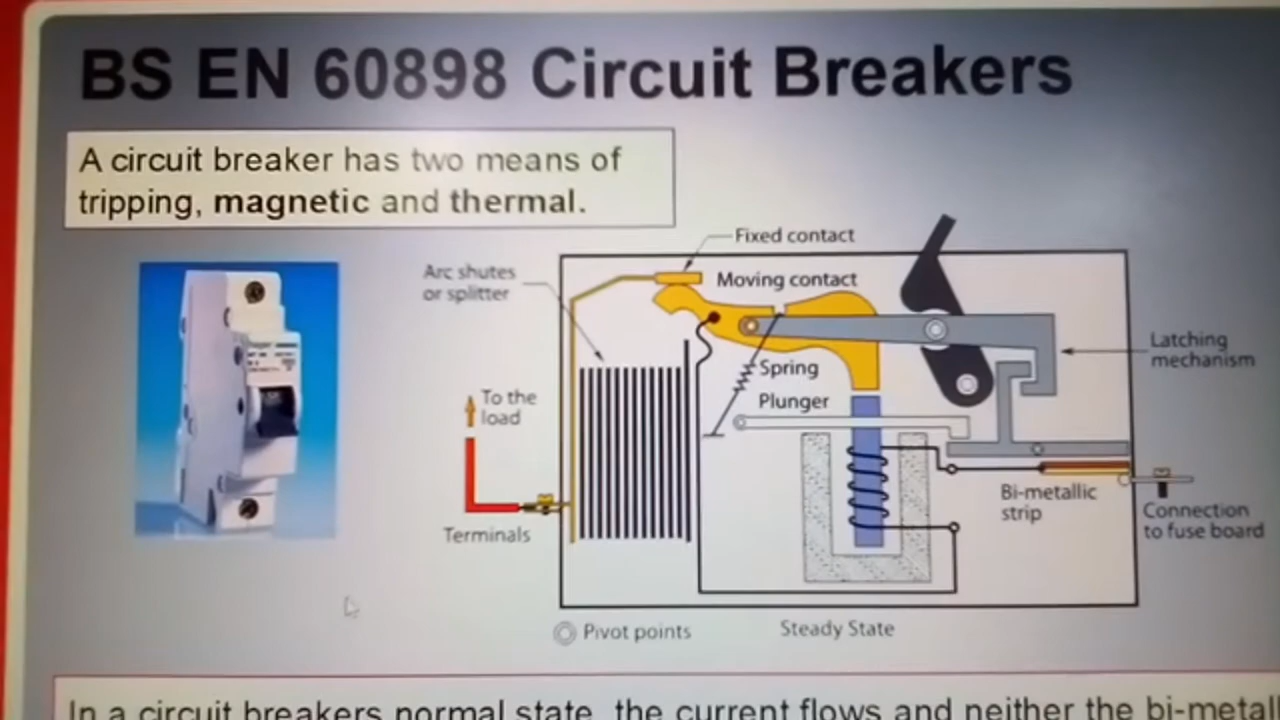 BS EN 60898 Circuit Breakers
A circuit breaker has two means of
tripping, magnetic and thermal.
Fixed contact
Arc shutes
or splitter
Moving contact
Latching
mechanism
Spring
To the
load
Plunger
Bi-metallic
strip
Connection
to fuse board
Terminals
Pivot points
Steady State
In a circuit breakers normal state, the current flows and neither the bi-metall